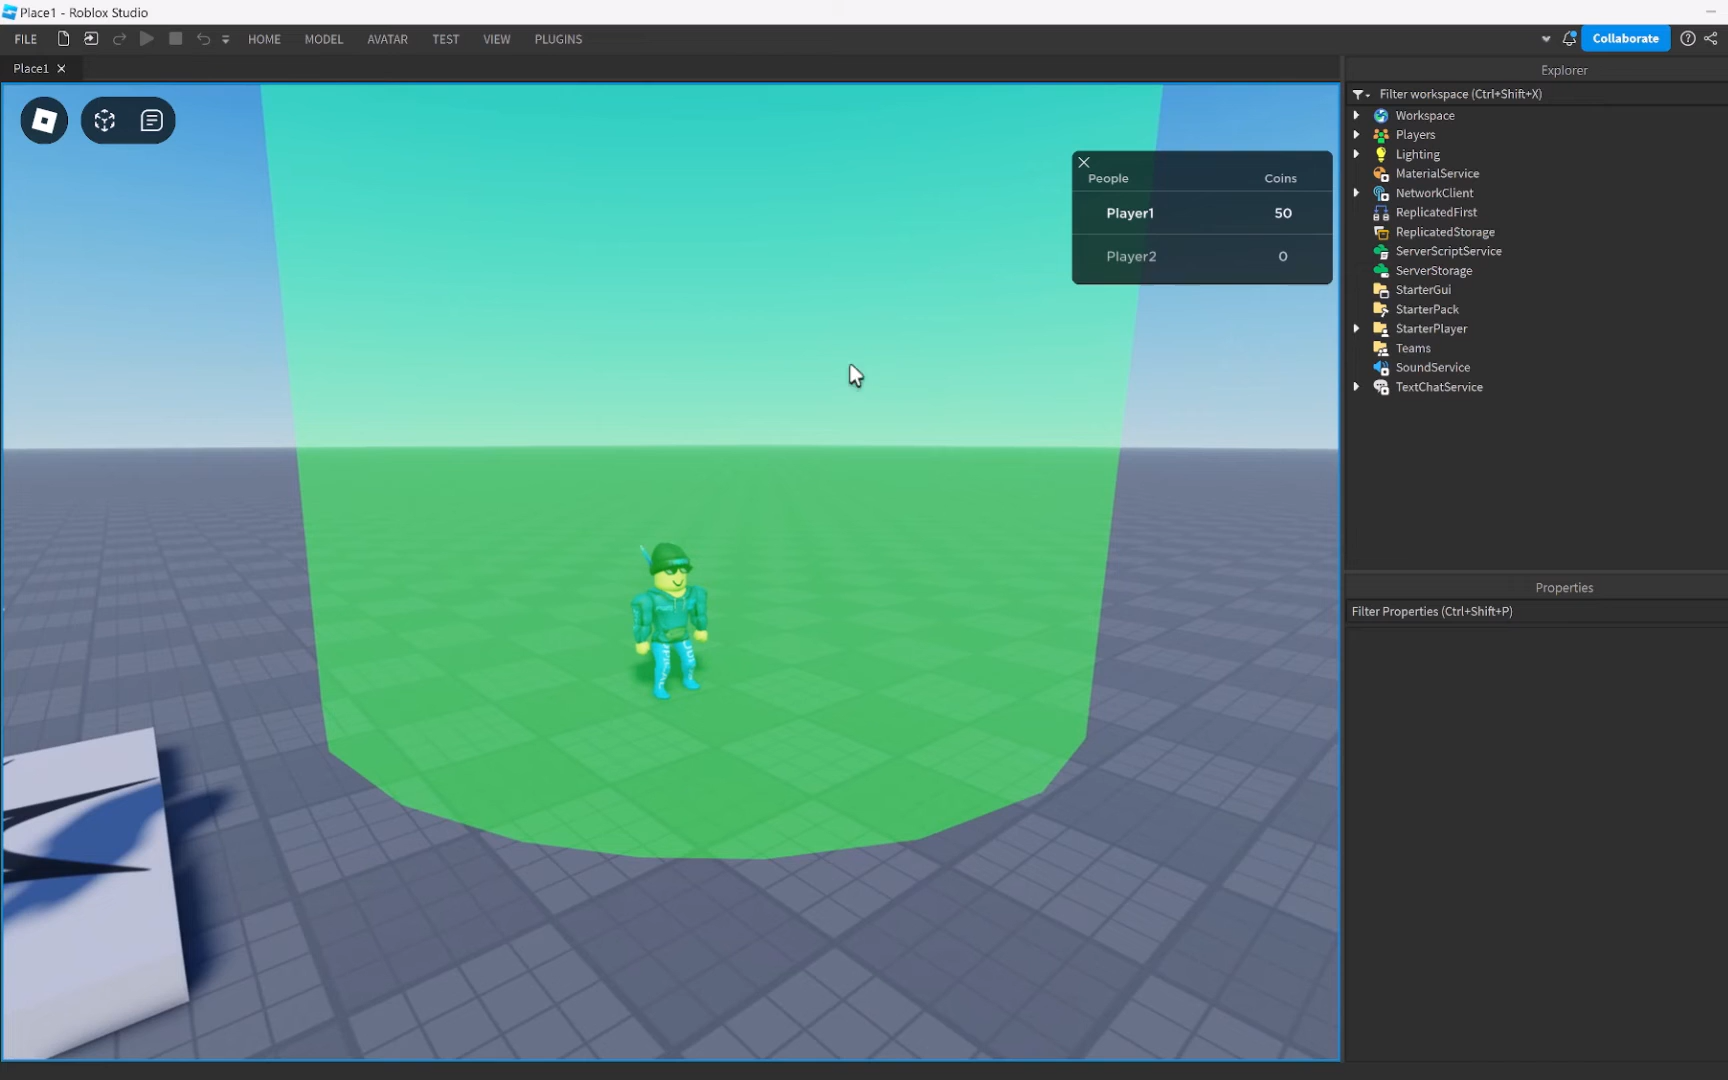 Place1 - Roblox Studio
FILE HOME MODEL AVATAR TEST VIEW PLUGINS Collaborate
Place1
Explorer
Filter workspace (Ctrl+Shift+X)
Workspace
Players
Lighting
MaterialService
NetworkClient
ReplicatedFirst
ReplicatedStorage
ServerScriptService
ServerStorage
StarterGui
StarterPack
StarterPlayer
Teams
SoundService
TextChatService
People Coins
Player1 50
Player2 0
Properties
Filter Properties (Ctrl+Shift+P)